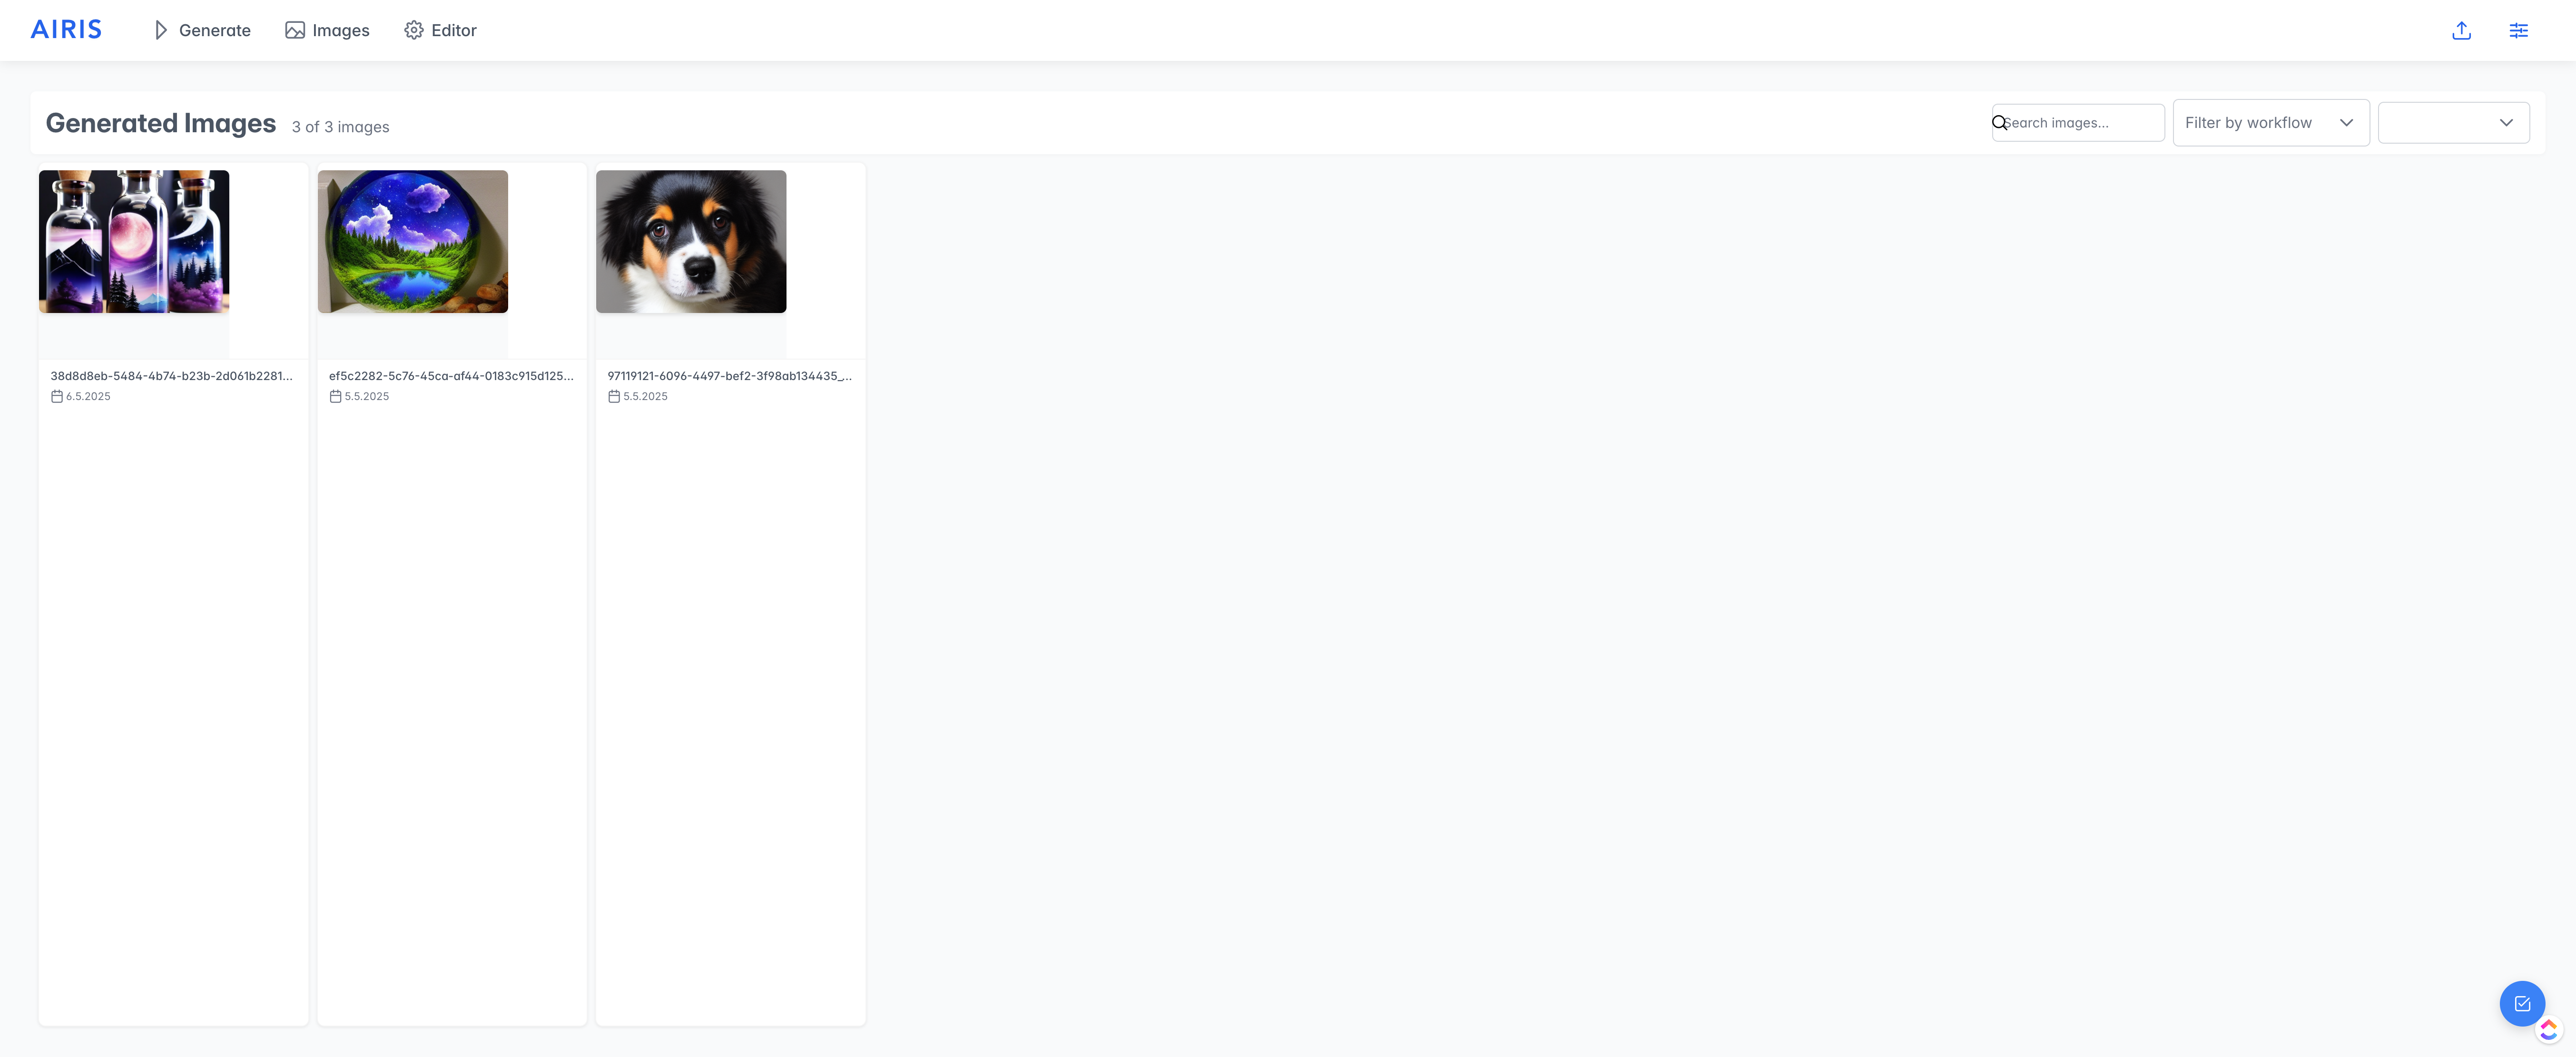 AIRIS
Generate
Images
Editor
Generated Images
3 of 3 images
Search images...
Filter by workflow
38d8d8eb-5484-4b74-b23b-2d061b2281...
6.5.2025
ef5c2282-5c76-45ca-af44-0183c915d125...
5.5.2025
97119121-6096-4497-bef2-3f98ab134435_...
5.5.2025